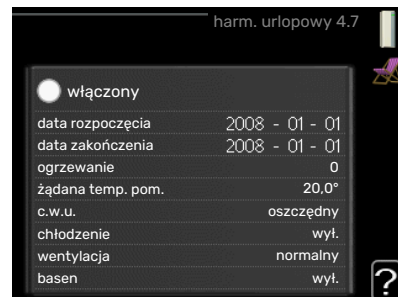 harm. urlopowy 4.7
włączony
data rozpoczęcia 2008 - 01 - 01
data zakończenia 2008 - 01 - 01
ogrzewanie 0
żądana temp. pom. 20,0°
c.w.u. oszczędny
chłodzenie wył.
wentylacja normalny
basen wył.
?